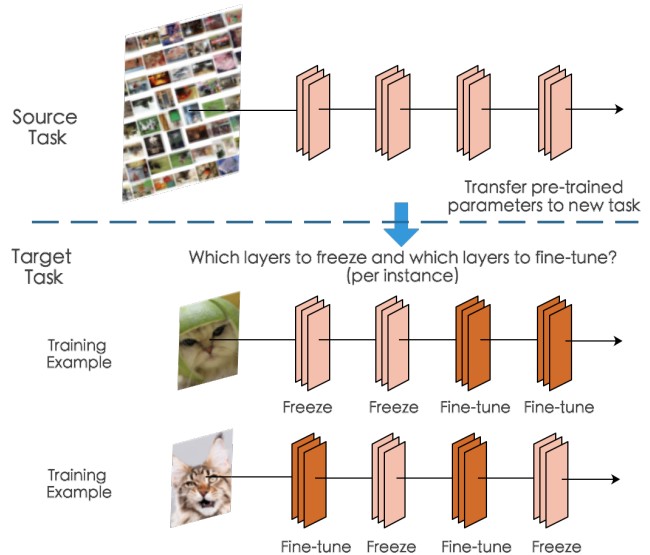 Source
Task
Transfer pre-trained
parameters to new task
Target
Task
Which layers to freeze and which layers to fine-tune?
(per instance)
Training
Example
Freeze Freeze Fine-tune Fine-tune
Training
Example
Fine-tune Freeze Fine-tune Freeze